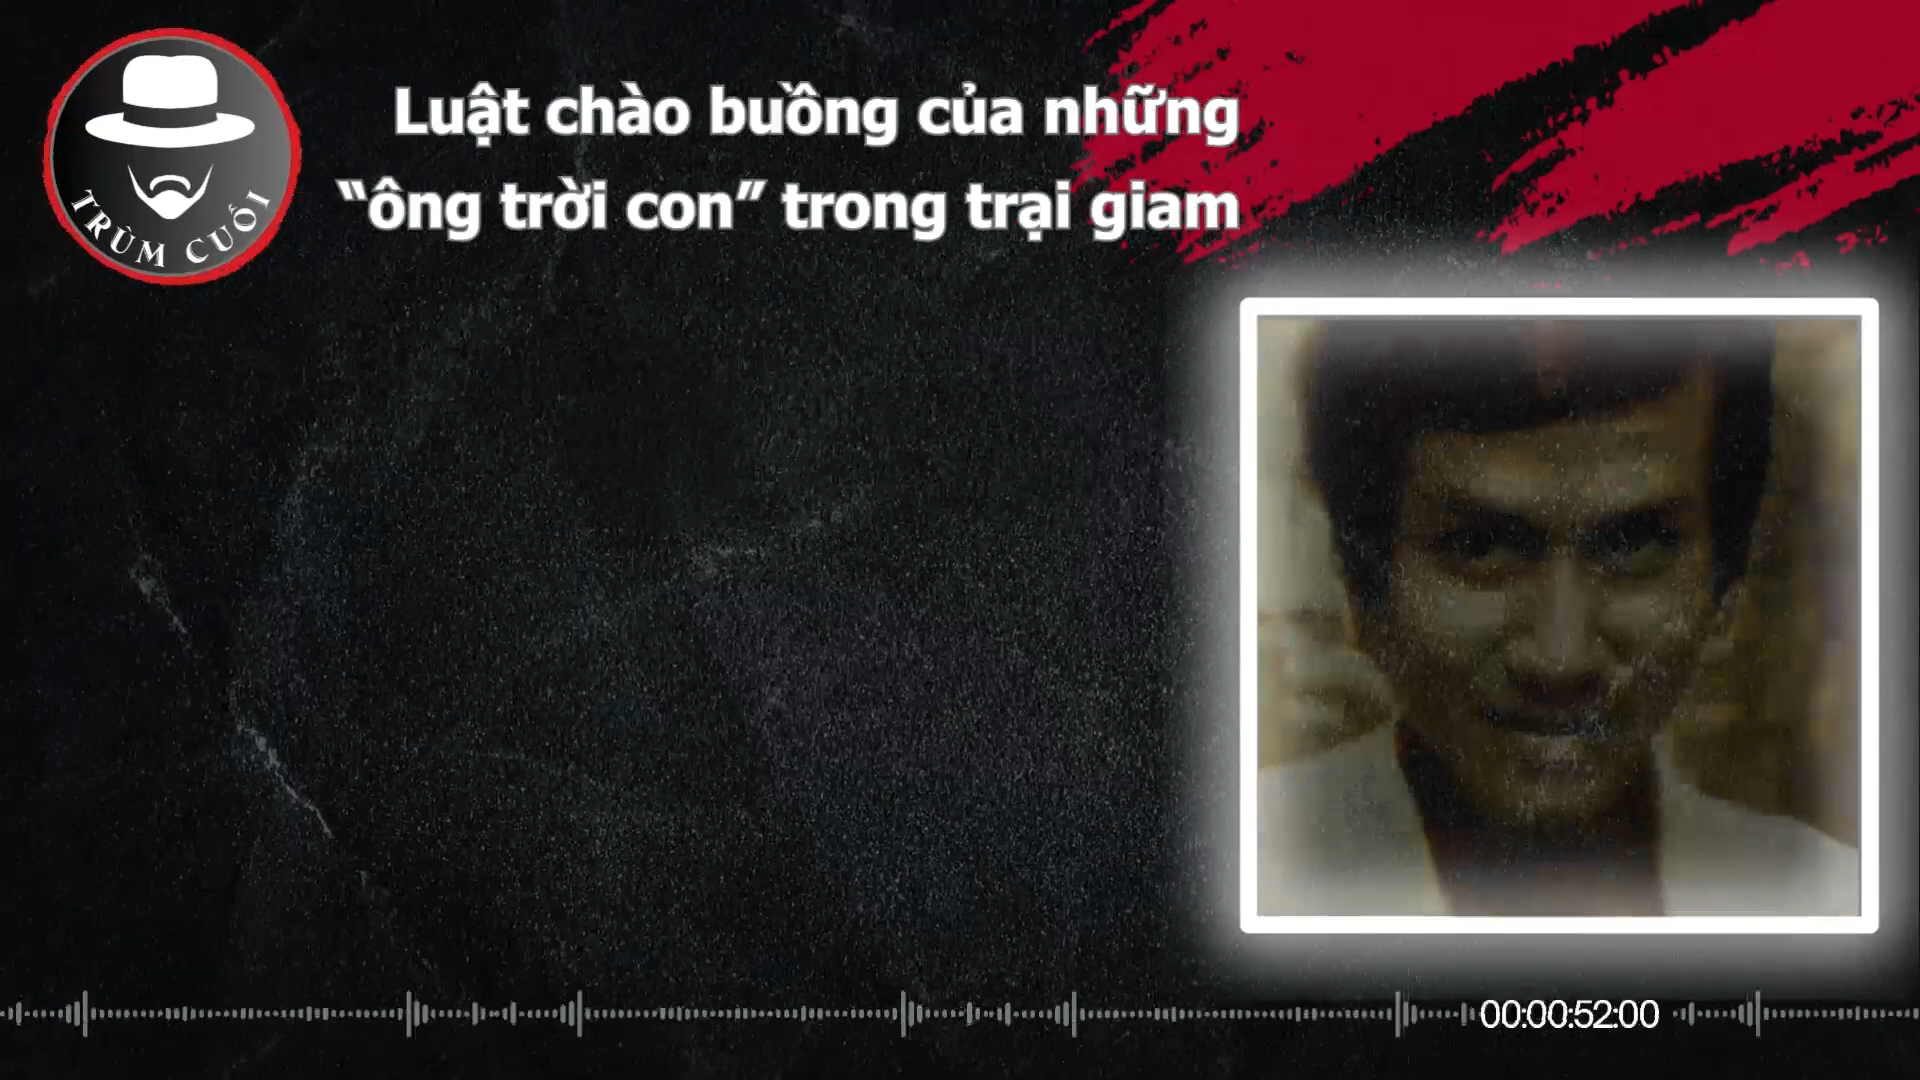 TRÙM CUỐI
Luật chào buồng của những
“ông trời con” trong trại giam
00:00:52:00